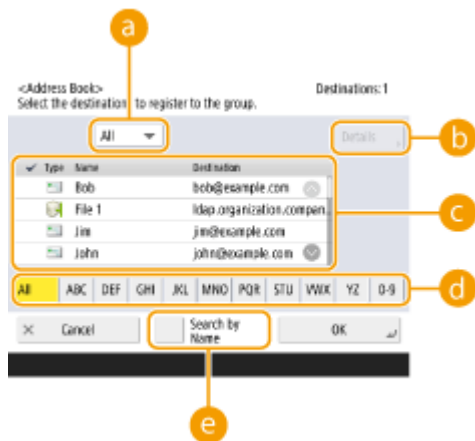 a
<Address Book> Destinations: 1
Select the destination to register to the group.
All
Details
b
✓ Type Name Destination
Bob bob@example.com
File 1 ldap.organization.compan...
c
Jim jim@example.com
John john@example.com
All ABC DEF GHI JKL MNO PQR STU VWX YZ 0-9
d
× Cancel Search by Name OK
e